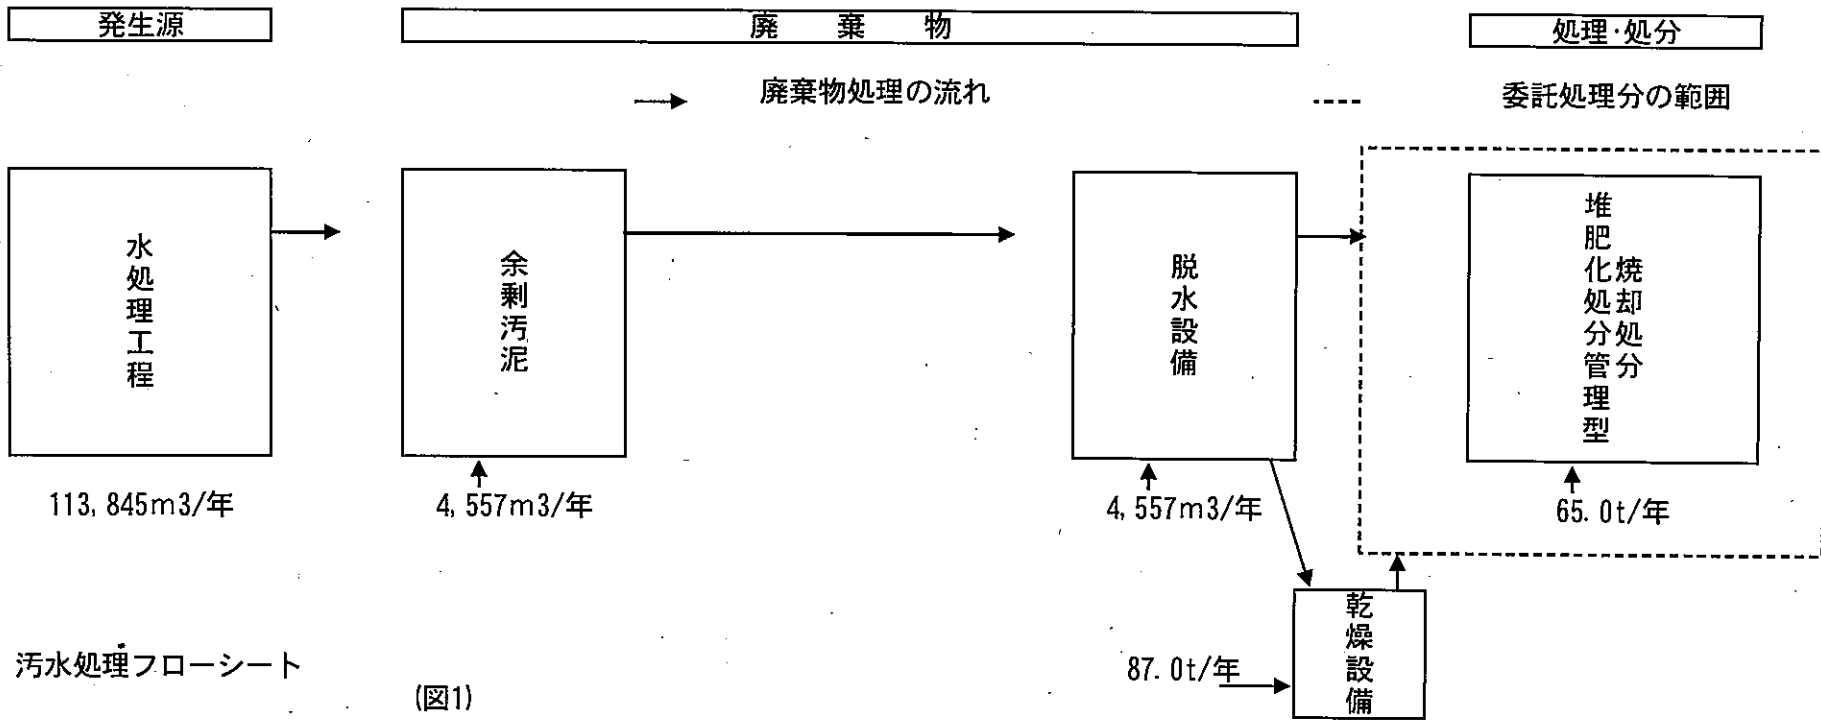 発生源
廃棄物
処理・処分
廃棄物処理の流れ
委託処理分の範囲
水処理工程
余剰汚泥
脱水設備
焼却処分
堆肥化処分管理型
113,845m3/年
4,557m3/年
4,557m3/年
65.0t/年
乾燥設備
87.0t/年
汚水処理フローシート
(図1)